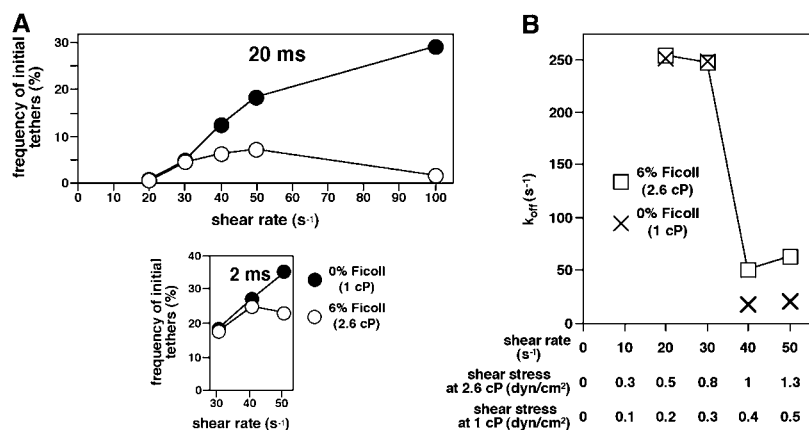 A
frequency of initial
tethers (%)
30
20
10
0
20 ms
0 10 20 30 40 50 60 70 80 90 100
shear rate (s-1)
frequency of initial
tethers (%)
40
30
20
10
0
2 ms
30 40 50
shear rate (s-1)
0% Ficoll
(1 cP)
6% Ficoll
(2.6 cP)
B
koff (s-1)
250
200
150
100
50
0
6% Ficoll
(2.6 cP)
0% Ficoll
(1 cP)
shear rate
(s-1)
0 10 20 30 40 50
shear stress
at 2.6 cP (dyn/cm2)
0 0.3 0.5 0.8 1 1.3
shear stress
at 1 cP (dyn/cm2)
0 0.1 0.2 0.3 0.4 0.5